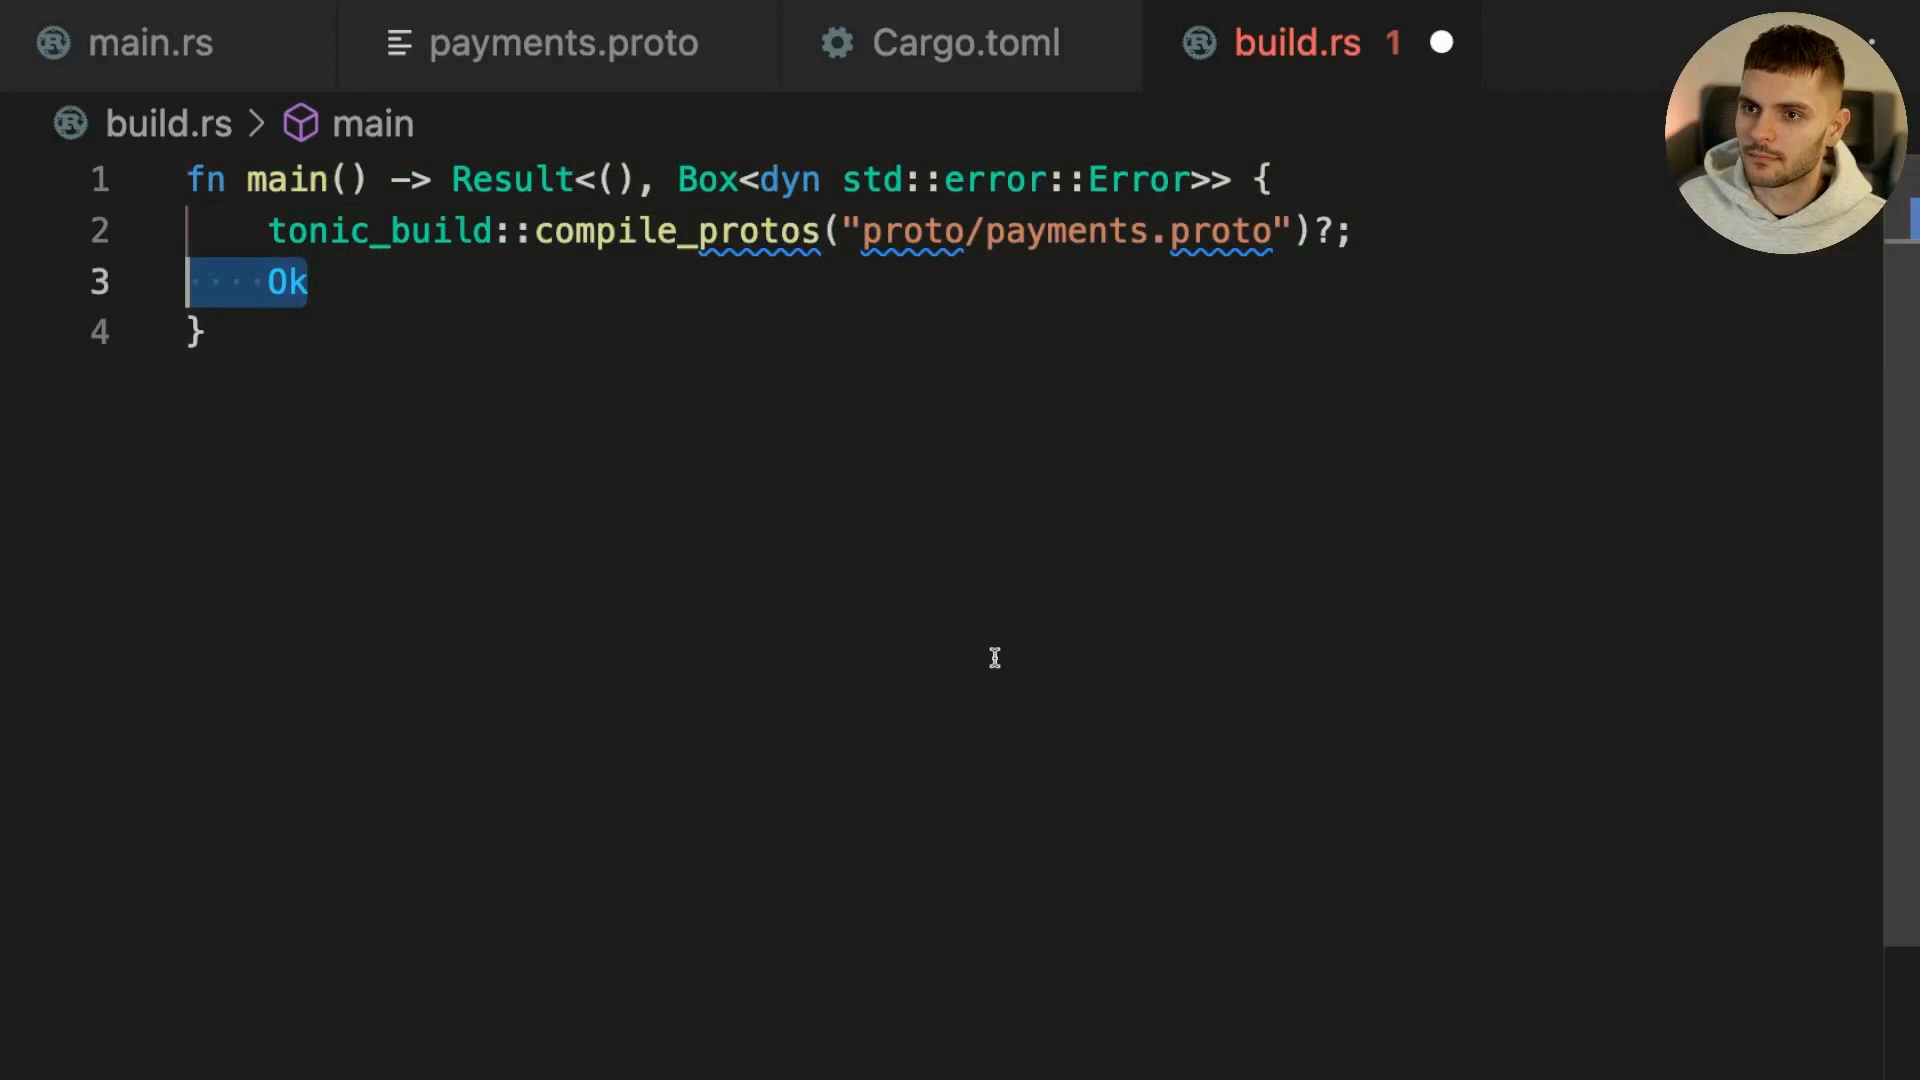 main.rs payments.proto Cargo.toml build.rs 1
build.rs > main
1 fn main() -> Result<(), Box<dyn std::error::Error>> {
2 tonic_build::compile_protos("proto/payments.proto")?;
3 ····Ok
4 }